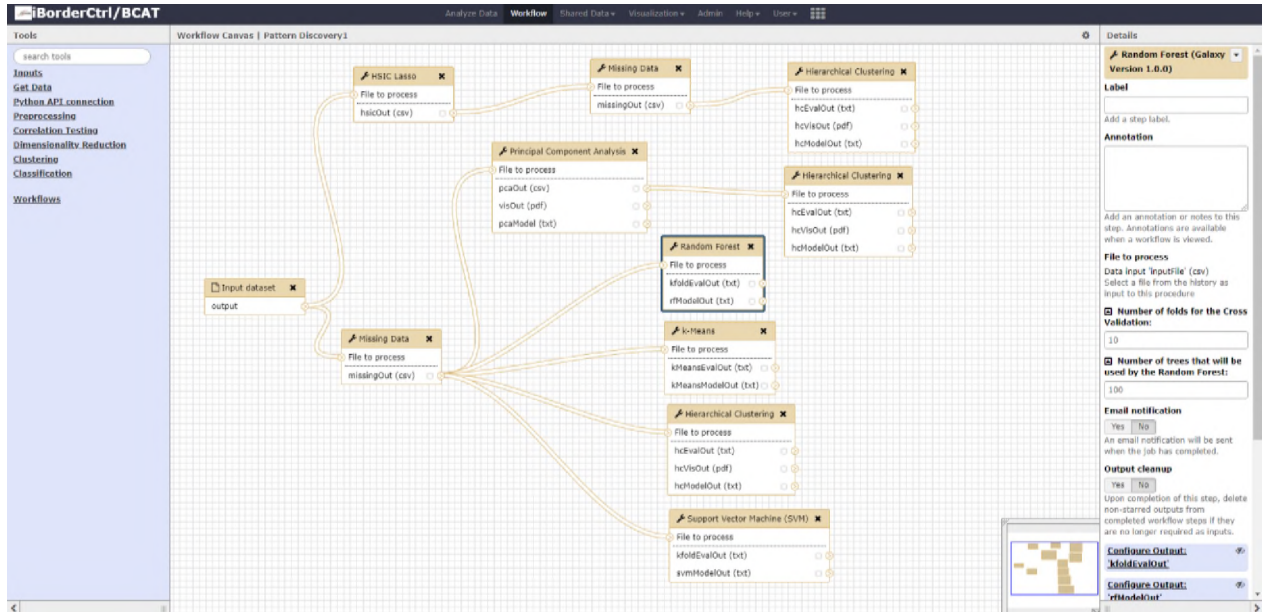 iBorderCtrl/BCAT
Analyze Data Workflow Shared Data Visualization Admin Help User
Tools
search tools
Inputs
Get Data
Python API connection
Preprocessing
Correlation Testing
Dimensionality Reduction
Clustering
Classification
Workflows
Workflow Canvas | Pattern Discovery1
HSIC Lasso
File to process
hsicOut (csv)
Missing Data
File to process
missingOut (csv)
Hierarchical Clustering
File to process
hcEvalOut (txt)
hcVisOut (pdf)
hcModelOut (txt)
Principal Component Analysis
File to process
pcaOut (csv)
visOut (pdf)
pcaModel (txt)
Hierarchical Clustering
File to process
hcEvalOut (txt)
hcVisOut (pdf)
hcModelOut (txt)
Random Forest
File to process
kfoldEvalOut (txt)
rfModelOut (txt)
Input dataset
output
Missing Data
File to process
missingOut (csv)
k-Means
File to process
kMeansEvalOut (txt)
kMeansModelOut (txt)
Hierarchical Clustering
File to process
hcEvalOut (txt)
hcVisOut (pdf)
hcModelOut (txt)
Support Vector Machine (SVM)
File to process
kfoldEvalOut (txt)
svmModelOut (txt)
Details
Random Forest (Galaxy
Version 1.0.0)
Label
Add a step label.
Annotation
Add an annotation or notes to this
step. Annotations are available
when a workflow is viewed.
File to process
Data input 'inputFile' (csv)
Select a file from the history as
input to this procedure
Number of folds for the Cross
Validation:
10
Number of trees that will be
used by the Random Forest:
100
Email notification
Yes No
An email notification will be sent
when the job has completed.
Output cleanup
Yes No
Upon completion of this step, delete
non-starred outputs from
completed workflow steps if they
are no longer required as inputs.
Configure Output:
'kfoldEvalOut'
Configure Output:
'rfModelOut'